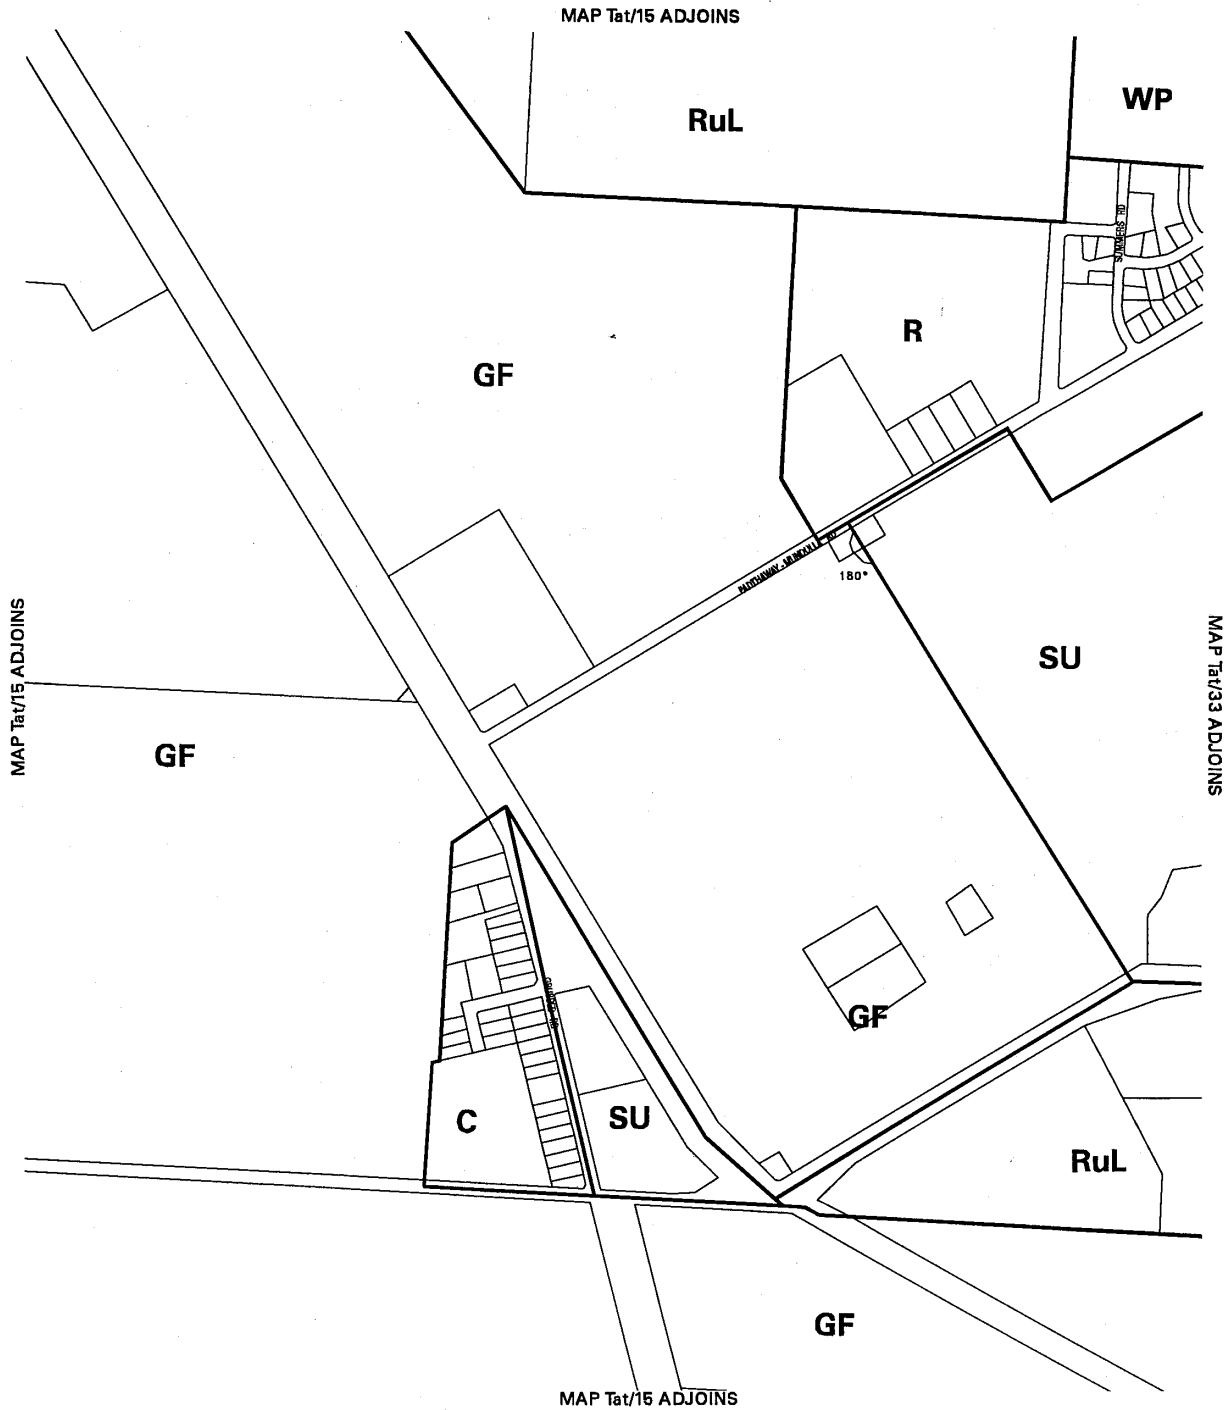 MAP Tat/15 ADJOINS
WP
RuL
SUMMERS RD
R
GF
PADTHAWAY - MUNDULLA RD
180°
SU
MAP Tat/15 ADJOINS
MAP Tat/33 ADJOINS
GF
GF
C
SU
RuL
GF
MAP Tat/15 ADJOINS